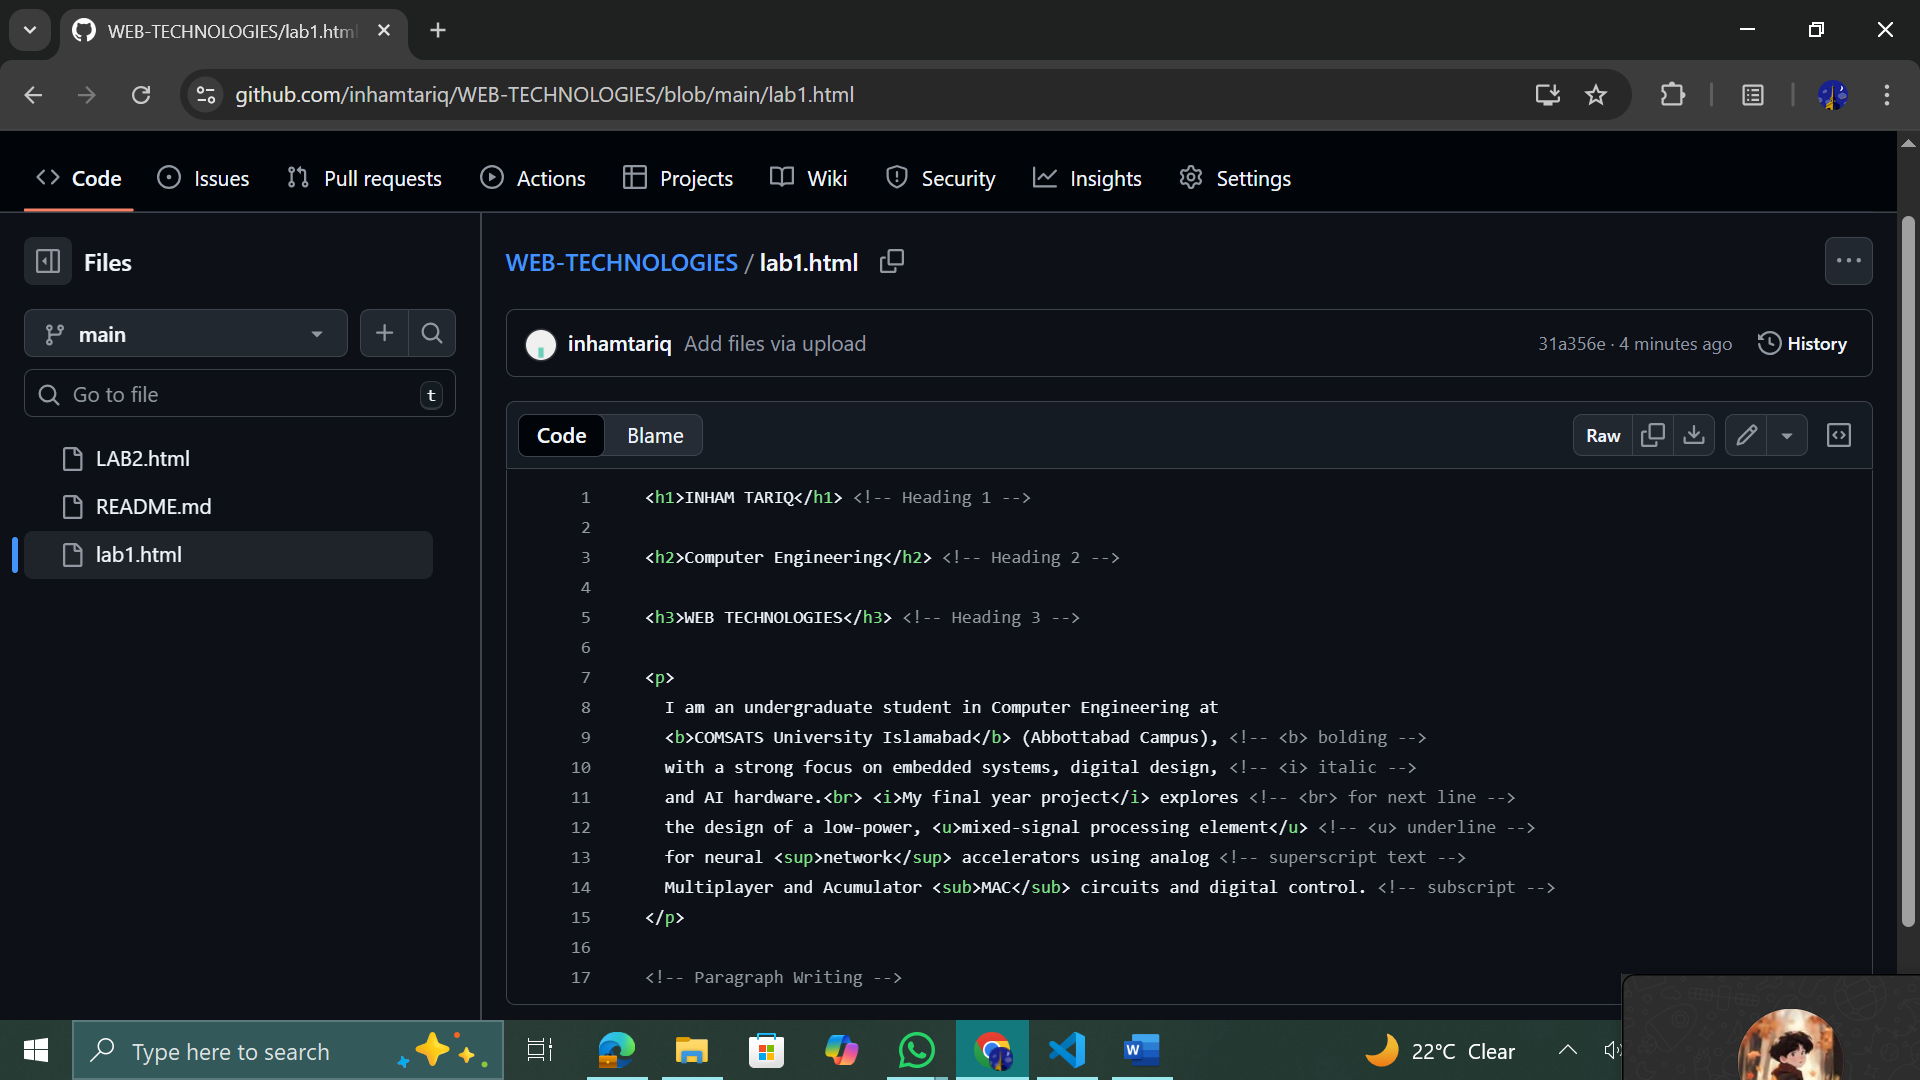 WEB-TECHNOLOGIES/lab1.htm
github.com/inhamtariq/WEB-TECHNOLOGIES/blob/main/lab1.html
Code Issues Pull requests Actions Projects Wiki Security Insights Settings
Files
main
Go to file t
LAB2.html
README.md
lab1.html
WEB-TECHNOLOGIES / lab1.html
inhamtariq Add files via upload 31a356e · 4 minutes ago History
Code Blame Raw
1 <h1>INHAM TARIQ</h1> <!-- Heading 1 -->
2
3 <h2>Computer Engineering</h2> <!-- Heading 2 -->
4
5 <h3>WEB TECHNOLOGIES</h3> <!-- Heading 3 -->
6
7 <p>
8 I am an undergraduate student in Computer Engineering at
9 <b>COMSATS University Islamabad</b> (Abbottabad Campus), <!-- <b> bolding -->
10 with a strong focus on embedded systems, digital design, <!-- <i> italic -->
11 and AI hardware.<br> <i>My final year project</i> explores <!-- <br> for next line -->
12 the design of a low-power, <u>mixed-signal processing element</u> <!-- <u> underline -->
13 for neural <sup>network</sup> accelerators using analog <!-- superscript text -->
14 Multiplayer and Acumulator <sub>MAC</sub> circuits and digital control. <!-- subscript -->
15 </p>
16
17 <!-- Paragraph Writing -->
Type here to search
22°C Clear